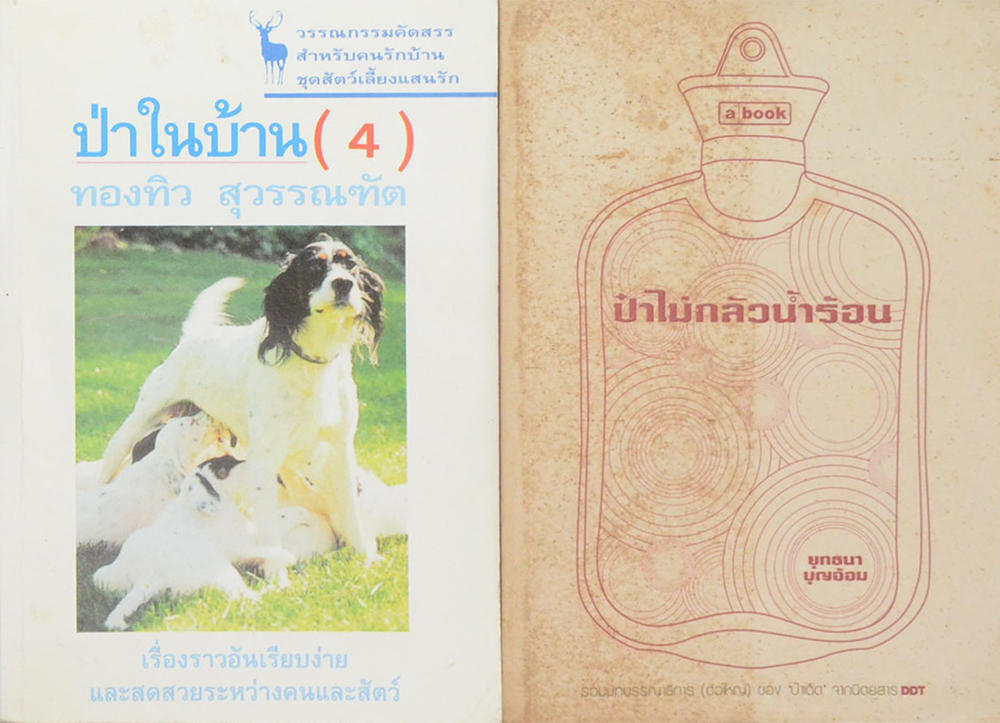 วรรณกรรมคัดสรร
สำหรับคนรักบ้าน
ชุดสัตว์เลี้ยงแสนรัก
ป่าในบ้าน (4)
ทองทิว สุวรรณฑัต
เรื่องราวอันเรียบง่าย
และสดสวยระหว่างคนและสัตว์
a book
ป๋าไม่กลัวน้ำร้อน
ยุทธนา
บุญอ้อม
รวมบทบรรณาธิการ (ตัวใหญ่) ของ 'ป๋าเต็ด' จากนิตยสาร DDT